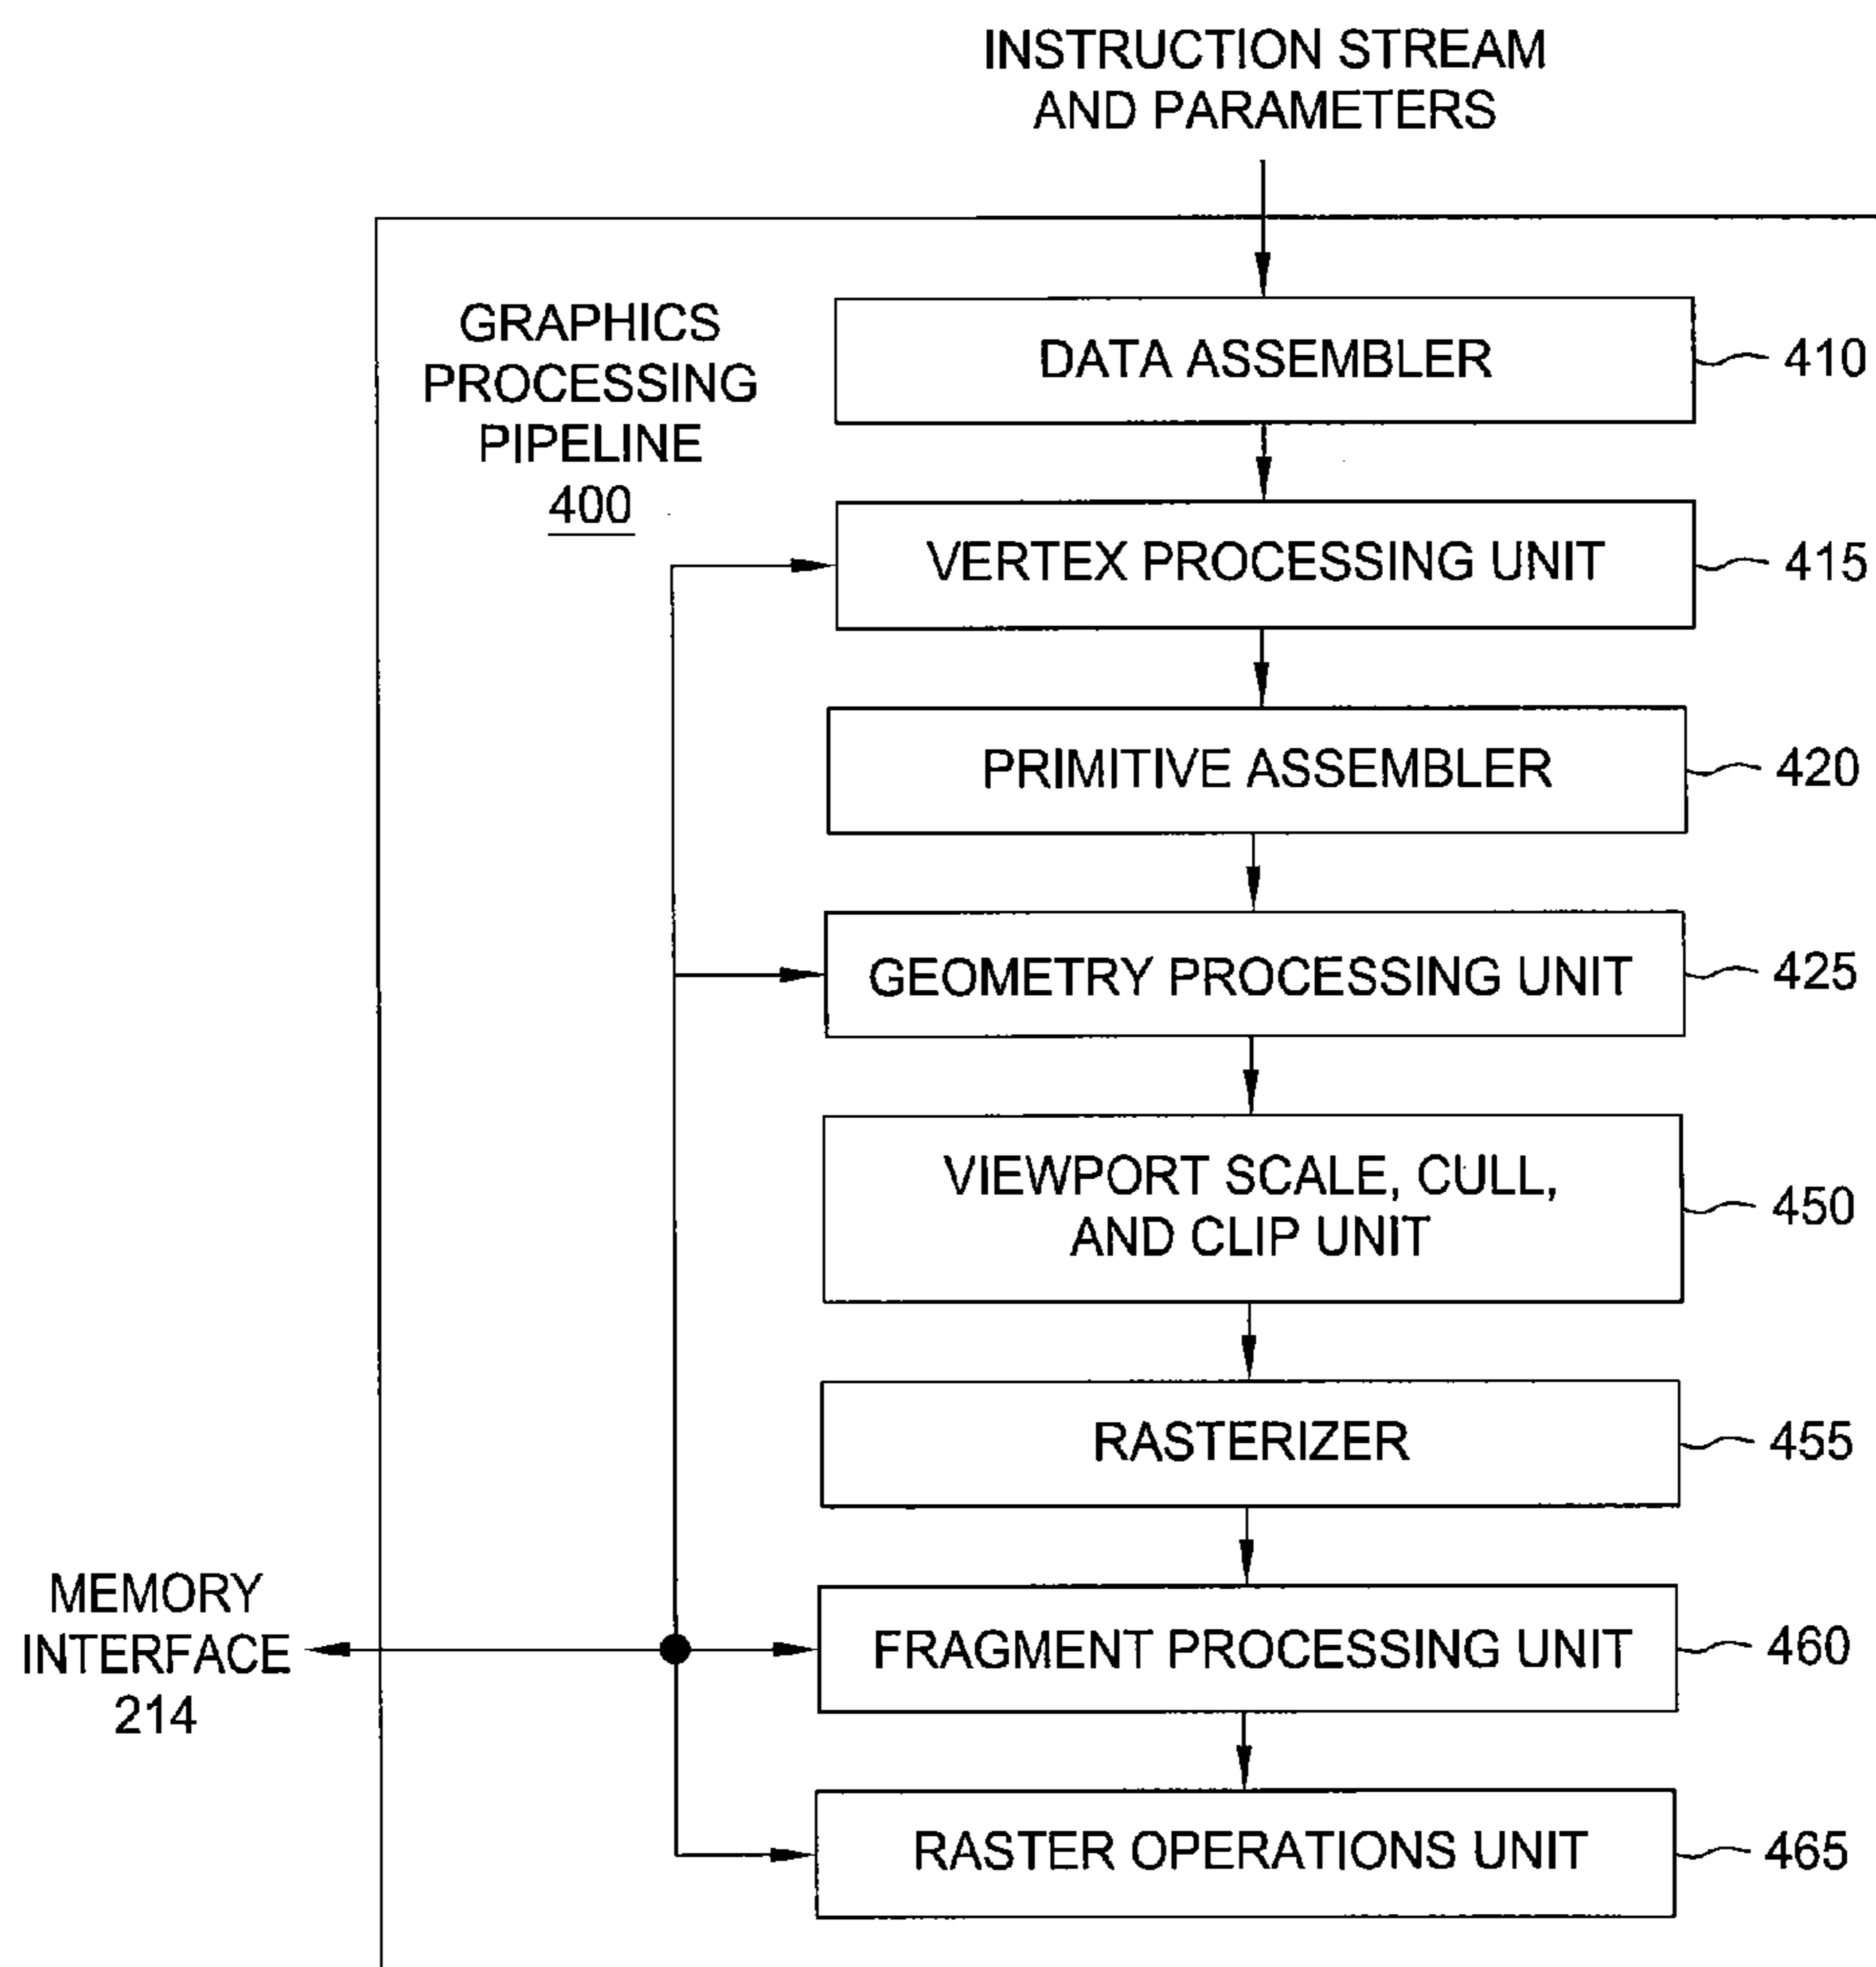 INSTRUCTION STREAM
AND PARAMETERS
GRAPHICS
PROCESSING
PIPELINE
400
DATA ASSEMBLER
410
VERTEX PROCESSING UNIT
415
PRIMITIVE ASSEMBLER
420
GEOMETRY PROCESSING UNIT
425
VIEWPORT SCALE, CULL,
AND CLIP UNIT
450
RASTERIZER
455
MEMORY
INTERFACE
214
FRAGMENT PROCESSING UNIT
460
RASTER OPERATIONS UNIT
465